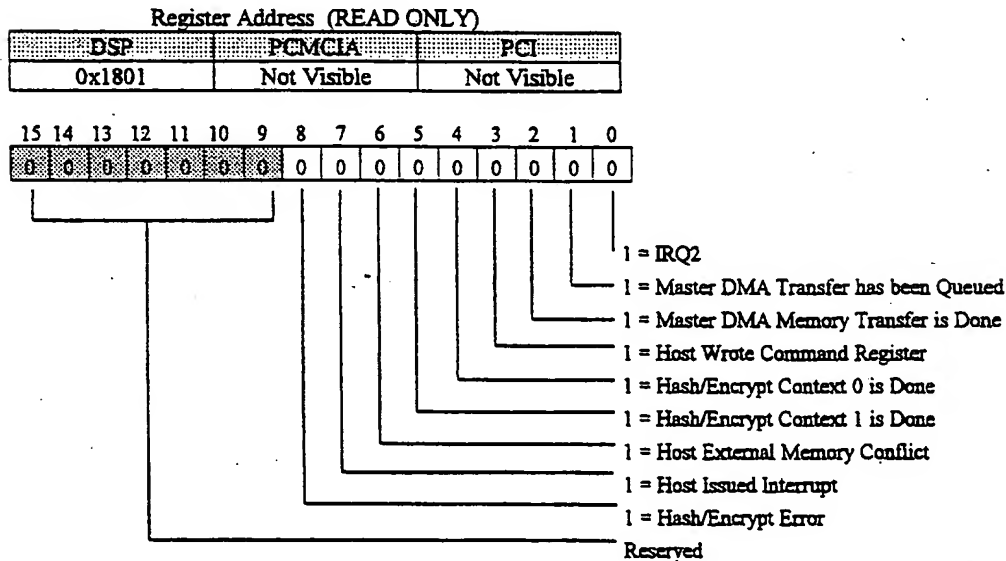 Register Address (READ ONLY)
DSP PCMCIA PCI
0x1801 Not Visible Not Visible
15 14 13 12 11 10 9 8 7 6 5 4 3 2 1 0
0 0 0 0 0 0 0 0 0 0 0 0 0 0 0 0
1 = IRQ2
1 = Master DMA Transfer has been Queued
1 = Master DMA Memory Transfer is Done
1 = Host Wrote Command Register
1 = Hash/Encrypt Context 0 is Done
1 = Hash/Encrypt Context 1 is Done
1 = Host External Memory Conflict
1 = Host Issued Interrupt
1 = Hash/Encrypt Error
Reserved